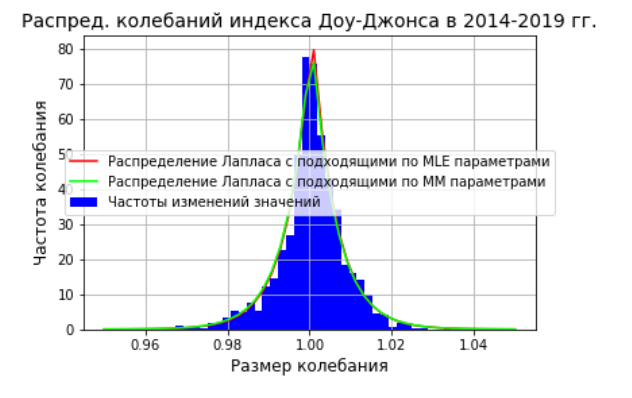 Распред. колебаний индекса Доу-Джонса в 2014-2019 гг.
80
70
60
50
40
30
20
10
0
Частота колебания
Распределение Лапласа с подходящими по MLE параметрами
Распределение Лапласа с подходящими по MM параметрами
Частоты изменений значений
0.96 0.98 1.00 1.02 1.04
Размер колебания